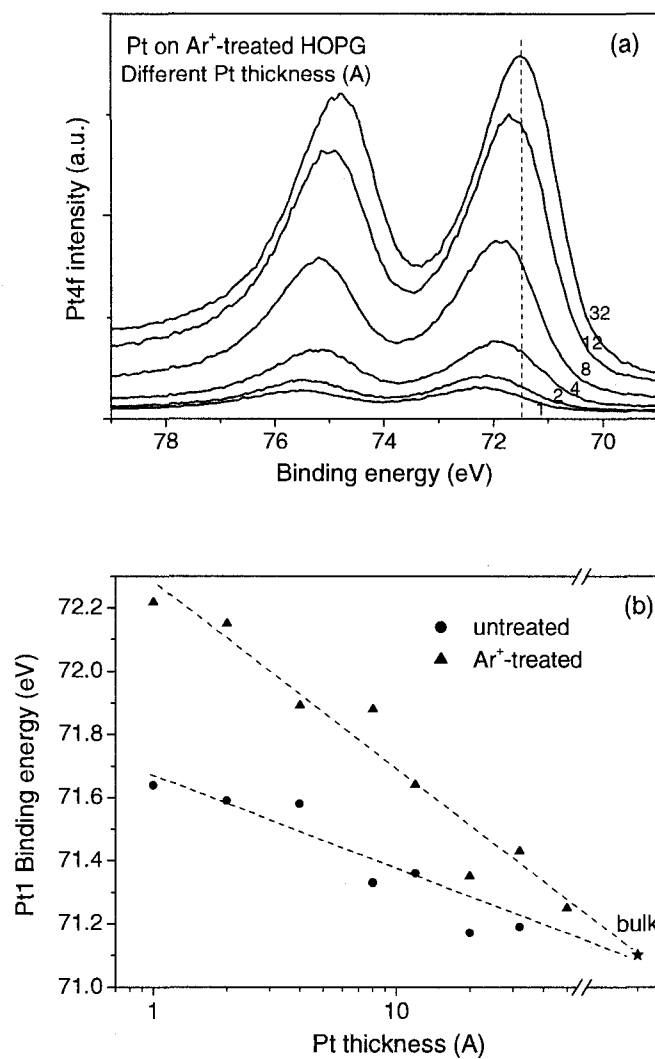 Pt on Ar⁺-treated HOPG
(a)
Different Pt thickness (A)
Pt4f intensity (a.u.)
32
12
8
4
2
1
78 76 74 72 70
Binding energy (eV)
(b)
72.2
72.0
71.8
71.6
71.4
71.2
71.0
Pt1 Binding energy (eV)
untreated
Ar⁺-treated
bulk
1 10
Pt thickness (A)